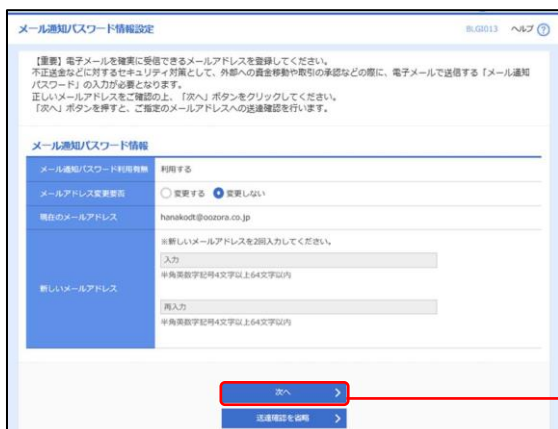 メール通知パスワード情報設定
BLGI013 ヘルプ ?
【重要】電子メールを確実に受信できるメールアドレスを登録してください。
不正送金などに対するセキュリティ対策として、外部への資金移動や取引の承認などの際に、電子メールで送信する「メール通知
パスワード」の入力が必要となります。
正しいメールアドレスをご確認の上、「次へ」ボタンをクリックしてください。
「次へ」ボタンを押すと、ご指定のメールアドレスへの送達確認を行います。
メール通知パスワード情報
メール通知パスワード利用有無 利用する
メールアドレス変更要否 変更する 変更しない
現在のメールアドレス hanakodt@oozora.co.jp
新しいメールアドレス
※新しいメールアドレスを2回入力してください。
入力
半角英数字記号4文字以上64文字以内
再入力
半角英数字記号4文字以上64文字以内
次へ
送達確認を省略